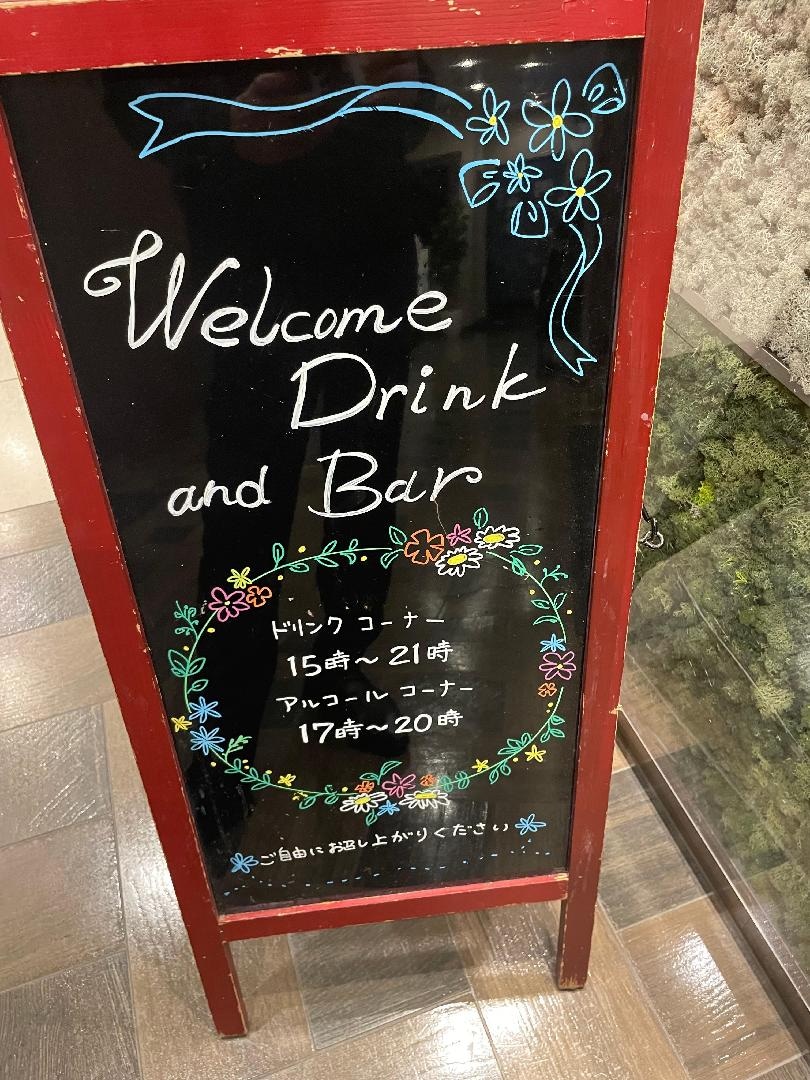 Welcome
Drink
and Bar
ドリンク コーナー
15時～21時
アルコール コーナー
17時～20時
ご自由にお召し上がりください